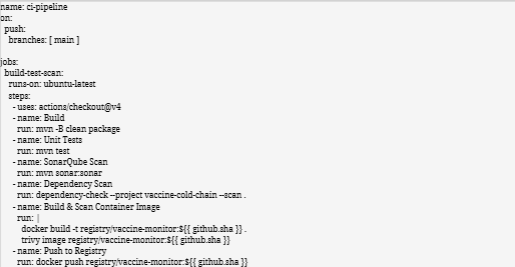 name: ci-pipeline
on:
  push:
    branches: [ main ]

jobs:
  build-test-scan:
    runs-on: ubuntu-latest
    steps:
      - uses: actions/checkout@v4
      - name: Build
        run: mvn -B clean package
      - name: Unit Tests
        run: mvn test
      - name: SonarQube Scan
        run: mvn sonar:sonar
      - name: Dependency Scan
        run: dependency-check --project vaccine-cold-chain --scan .
      - name: Build & Scan Container Image
        run: |
          docker build -t registry/vaccine-monitor:${{ github.sha }} .
          trivy image registry/vaccine-monitor:${{ github.sha }}
      - name: Push to Registry
        run: docker push registry/vaccine-monitor:${{ github.sha }}